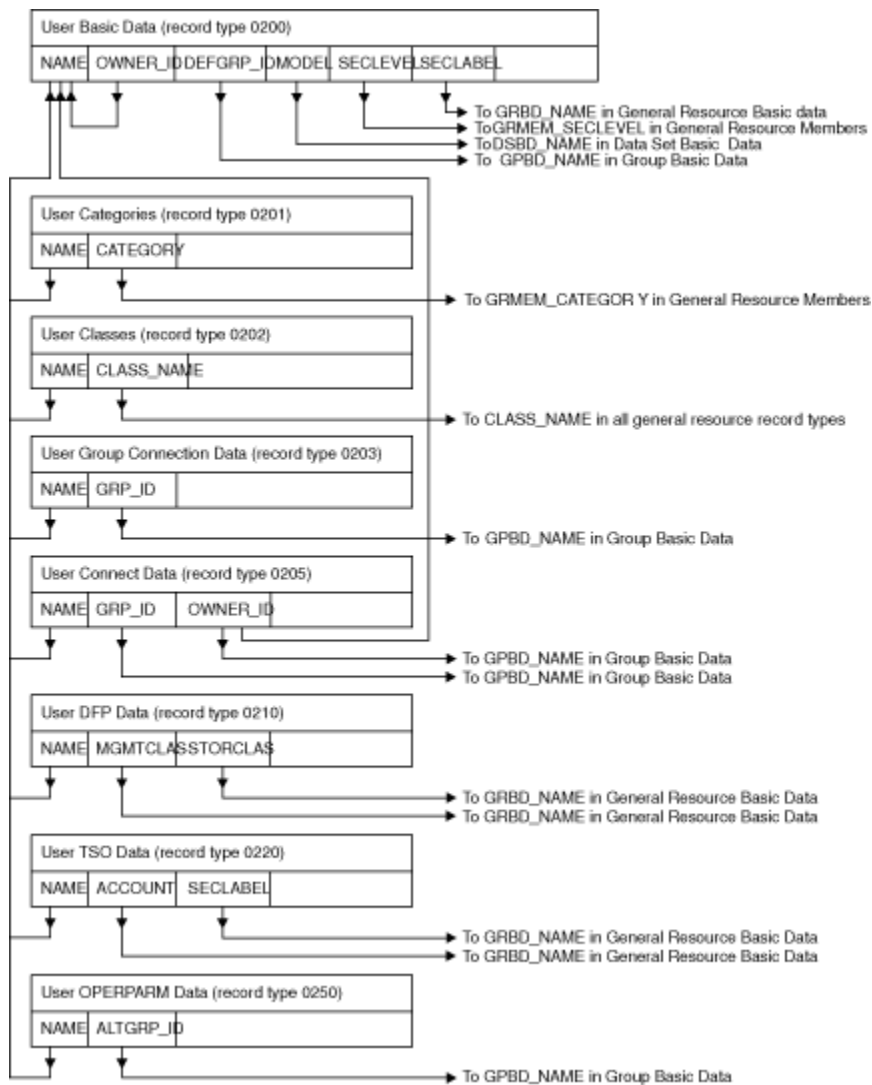 User Basic Data (record type 0200)
NAME OWNER_ID DEFGRP_ID MODEL SECLEVEL SECLABEL
To GRBD_NAME in General Resource Basic data
ToGRMEM_SECLEVEL in General Resource Members
ToDSBD_NAME in Data Set Basic Data
To GPBD_NAME in Group Basic Data
User Categories (record type 0201)
NAME CATEGORY
To GRMEM_CATEGOR Y in General Resource Members
User Classes (record type 0202)
NAME CLASS_NAME
To CLASS_NAME in all general resource record types
User Group Connection Data (record type 0203)
NAME GRP_ID
To GPBD_NAME in Group Basic Data
User Connect Data (record type 0205)
NAME GRP_ID OWNER_ID
To GPBD_NAME in Group Basic Data
To GPBD_NAME in Group Basic Data
User DFP Data (record type 0210)
NAME MGMTCLAS STORCLAS
To GRBD_NAME in General Resource Basic Data
To GRBD_NAME in General Resource Basic Data
User TSO Data (record type 0220)
NAME ACCOUNT SECLABEL
To GRBD_NAME in General Resource Basic Data
To GRBD_NAME in General Resource Basic Data
User OPERPARM Data (record type 0250)
NAME ALTGRP_ID
To GPBD_NAME in Group Basic Data